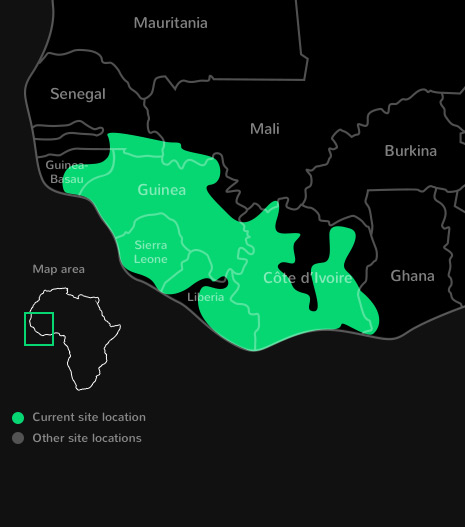 Mauritania
Senegal
Mali
Burkina
Guinea-
Basau
Guinea
Sierra
Leone
Côte d'Ivoire
Ghana
Liberia
Map area
Current site location
Other site locations